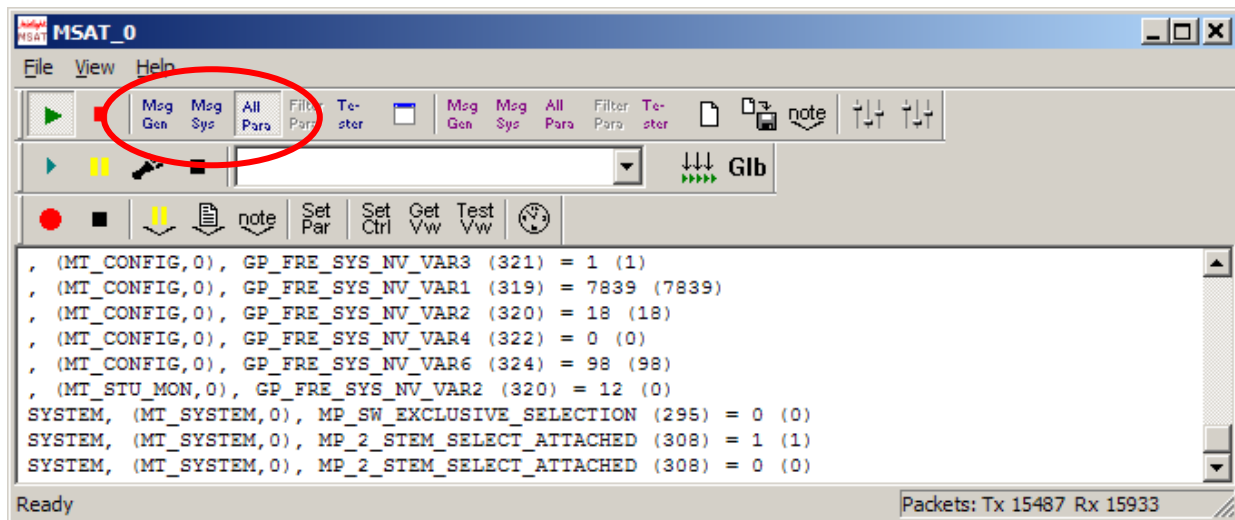 MSAT_0
File View Help
Msg Gen Msg Sys All Para Filter Para Te- ster Msg Gen Msg Sys All Para Filter Para Te- ster note
Glb
note Set Par Set Ctrl Get Vw Test Vw
, (MT_CONFIG,0), GP_FRE_SYS_NV_VAR3 (321) = 1 (1)
, (MT_CONFIG,0), GP_FRE_SYS_NV_VAR1 (319) = 7839 (7839)
, (MT_CONFIG,0), GP_FRE_SYS_NV_VAR2 (320) = 18 (18)
, (MT_CONFIG,0), GP_FRE_SYS_NV_VAR4 (322) = 0 (0)
, (MT_CONFIG,0), GP_FRE_SYS_NV_VAR6 (324) = 98 (98)
, (MT_STU_MON,0), GP_FRE_SYS_NV_VAR2 (320) = 12 (0)
SYSTEM, (MT_SYSTEM,0), MP_SW_EXCLUSIVE_SELECTION (295) = 0 (0)
SYSTEM, (MT_SYSTEM,0), MP_2_STEM_SELECT_ATTACHED (308) = 1 (1)
SYSTEM, (MT_SYSTEM,0), MP_2_STEM_SELECT_ATTACHED (308) = 0 (0)
Ready Packets: Tx 15487 Rx 15933